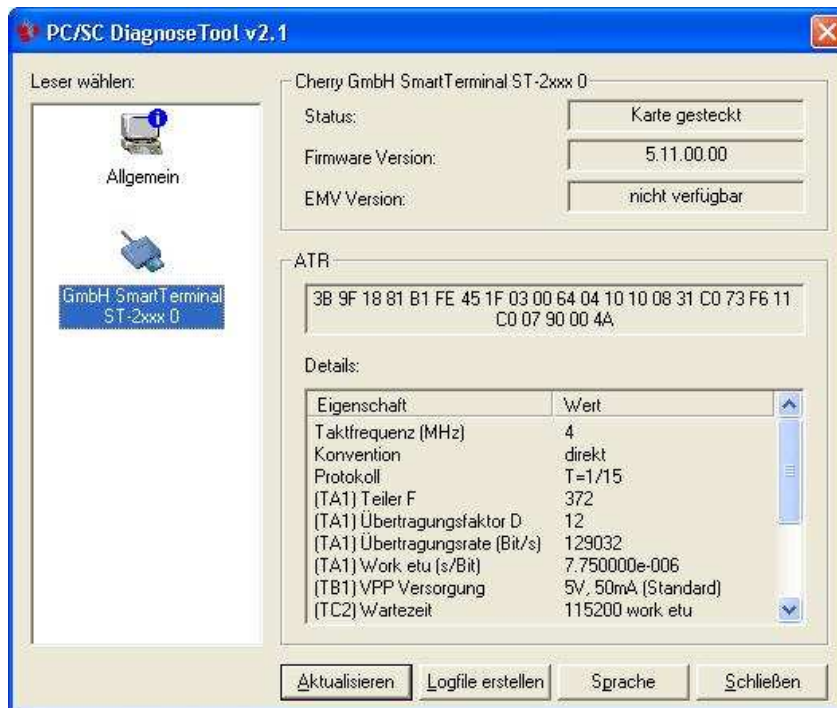 PC/SC DiagnoseTool v2.1
Leser wählen:
Allgemein
GmbH SmartTerminal
ST-2xxx 0
Cherry GmbH SmartTerminal ST-2xxx 0
Status: Karte gesteckt
Firmware Version: 5.11.00.00
EMV Version: nicht verfügbar
ATR
3B 9F 18 81 B1 FE 45 1F 03 00 64 04 10 10 08 31 C0 73 F6 11
C0 07 90 00 4A
Details:
Eigenschaft Wert
Taktfrequenz (MHz) 4
Konvention direkt
Protokoll T=1/15
(TA1) Teiler F 372
(TA1) Übertragungsfaktor D 12
(TA1) Übertragungsrate (Bit/s) 129032
(TA1) Work etu (s/Bit) 7.750000e-006
(TB1) VPP Versorgung 5V, 50mA (Standard)
(TC2) Wartezeit 115200 work etu
Aktualisieren Logfile erstellen Sprache Schließen